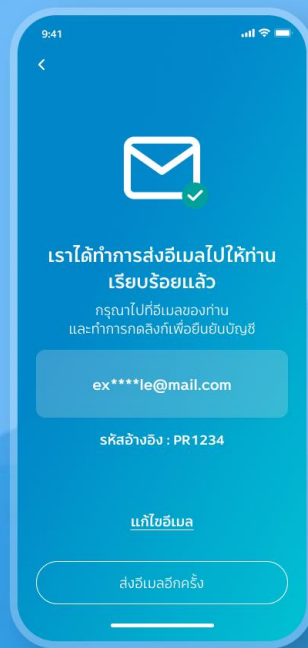 9:41
เราได้ทำการส่งอีเมลไปให้ท่าน
เรียบร้อยแล้ว
กรุณาไปที่อีเมลของท่าน
และทำการกดลิงก์เพื่อยืนยันบัญชี
ex****le@mail.com
รหัสอ้างอิง : PR1234
แก้ไขอีเมล
ส่งอีเมลอีกครั้ง